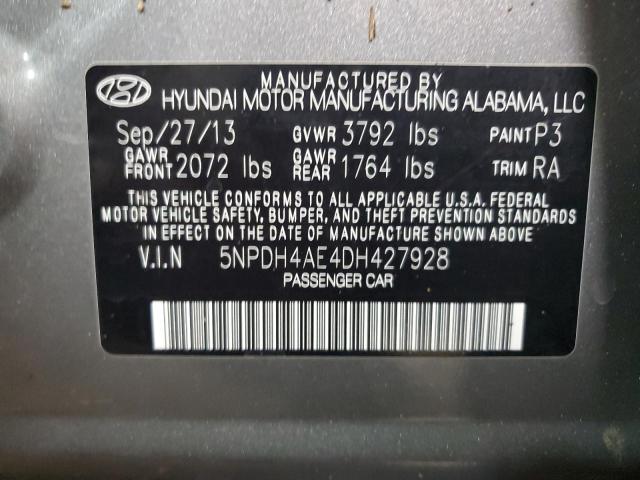 MANUFACTURED BY
HYUNDAI MOTOR MANUFACTURING ALABAMA, LLC
Sep/27/13 GVWR 3792 lbs PAINT P3
GAWR FRONT 2072 lbs GAWR REAR 1764 lbs TRIM RA
THIS VEHICLE CONFORMS TO ALL APPLICABLE U.S.A. FEDERAL
MOTOR VEHICLE SAFETY, BUMPER, AND THEFT PREVENTION STANDARDS
IN EFFECT ON THE DATE OF MANUFACTURE SHOWN ABOVE.
V.I.N 5NPDH4AE4DH427928
PASSENGER CAR